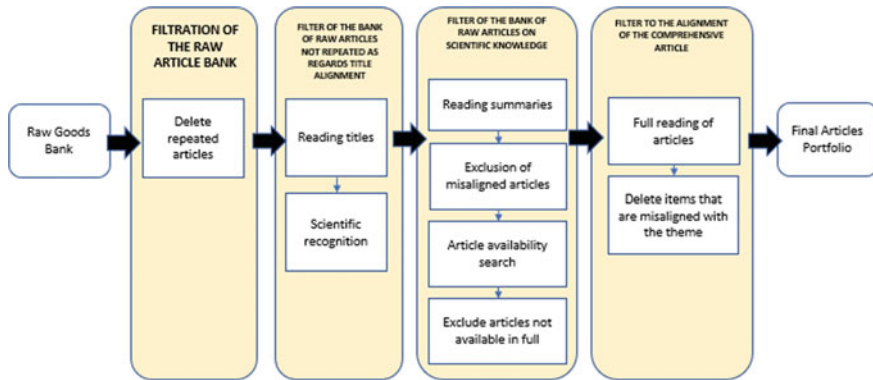 Raw Goods
Bank
FILTRATION OF
THE RAW
ARTICLE BANK
Delete
repeated
articles
FILTER OF THE BANK
OF RAW ARTICLES
NOT REPEATED AS
REGARDS TITLE
ALIGNMENT
Reading titles
Scientific
recognition
FILTER OF THE BANK OF
RAW ARTICLES ON
SCIENTIFIC KNOWLEDGE
Reading summaries
Exclusion of
misaligned articles
Article availability
search
Exclude articles not
available in full
FILTER TO THE ALIGNMENT
OF THE COMPREHENSIVE
ARTICLE
Full reading of
articles
Delete items that
are misaligned with
the theme
Final Articles
Portfolio